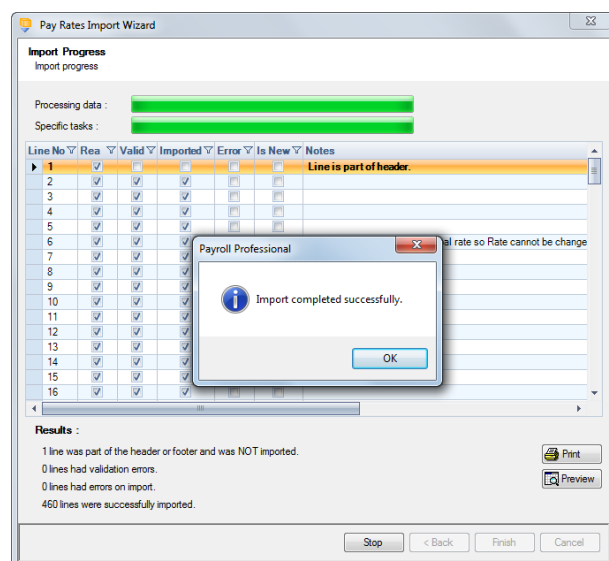 Pay Rates Import Wizard
Import Progress
Import progress
Processing data :
Specific tasks :
Line No Rea Valid Imported Error Is New Notes
1 Line is part of header.
2
3
4
5
6 al rate so Rate cannot be change
7
8
9
10
11
12
13
14
15
16
Payroll Professional
Import completed successfully.
OK
Results :
1 line was part of the header or footer and was NOT imported.
0 lines had validation errors.
0 lines had errors on import.
460 lines were successfully imported.
Print
Preview
Stop < Back Finish Cancel